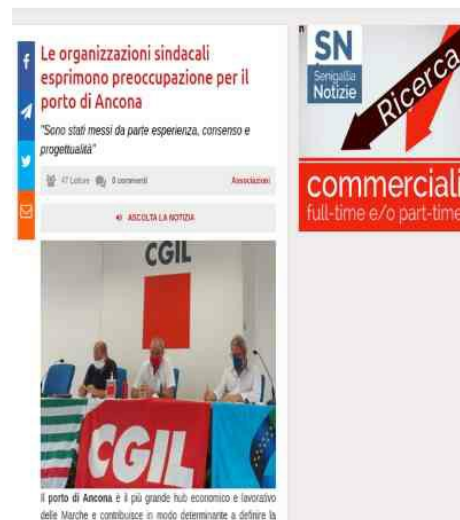 Le organizzazioni sindacali
esprimono preoccupazione per il
porto di Ancona
"Sono stati messi da parte esperienza, consenso e
progettualità"
47 Letture 0 commenti Associazioni
ASCOLTA LA NOTIZIA
CGIL
CGIL
Il porto di Ancona è il più grande hub economico e lavorativo
delle Marche e contribuisce in modo determinante a definire la
SN
Senigallia
Notizie
Ricerca
commerciali
full-time e/o part-time